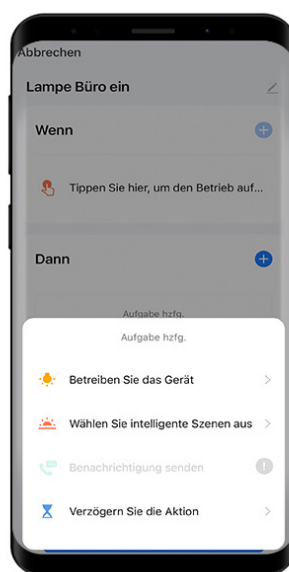 Abbrechen
Lampe Büro ein
Wenn
Tippen Sie hier, um den Betrieb auf...
Dann
Aufgabe hzfg.
Aufgabe hzfg.
Betreiben Sie das Gerät
Wählen Sie intelligente Szenen aus
Benachrichtigung senden
Verzögern Sie die Aktion